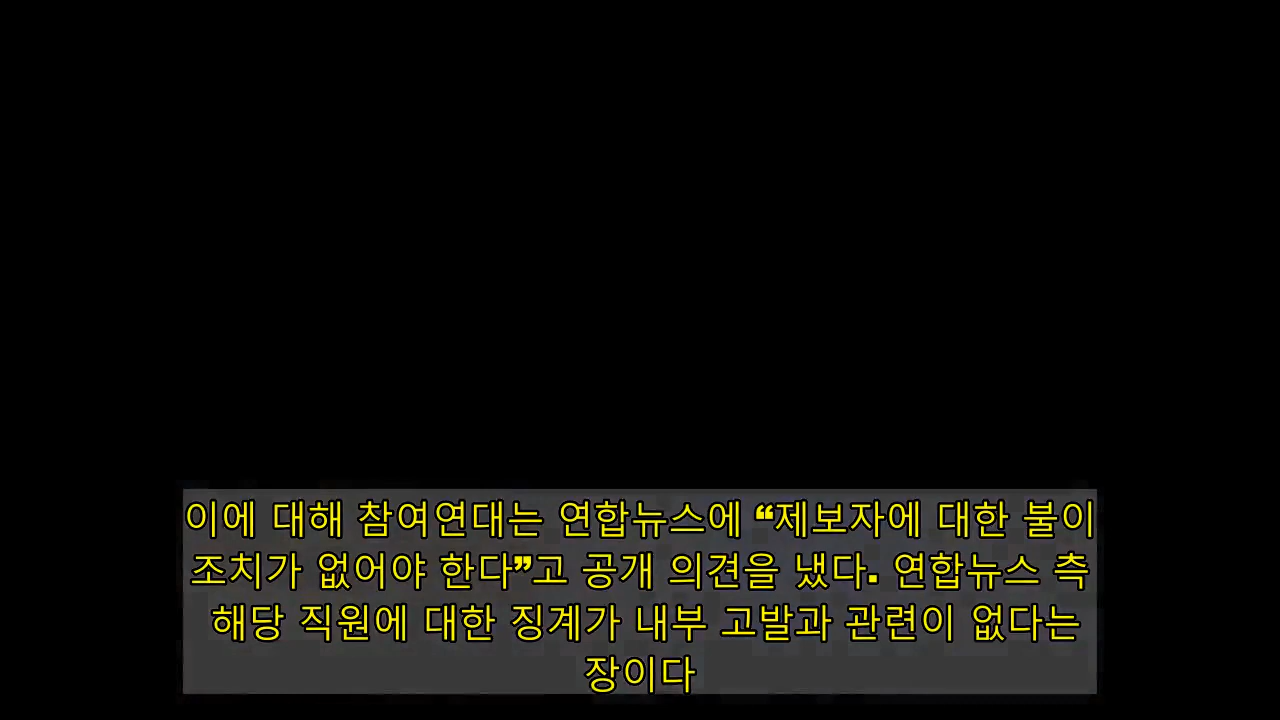 이에 대해 참여연대는 연합뉴스에 “제보자에 대한 불이
조치가 없어야 한다”고 공개 의견을 냈다. 연합뉴스 측
해당 직원에 대한 징계가 내부 고발과 관련이 없다는
장이다